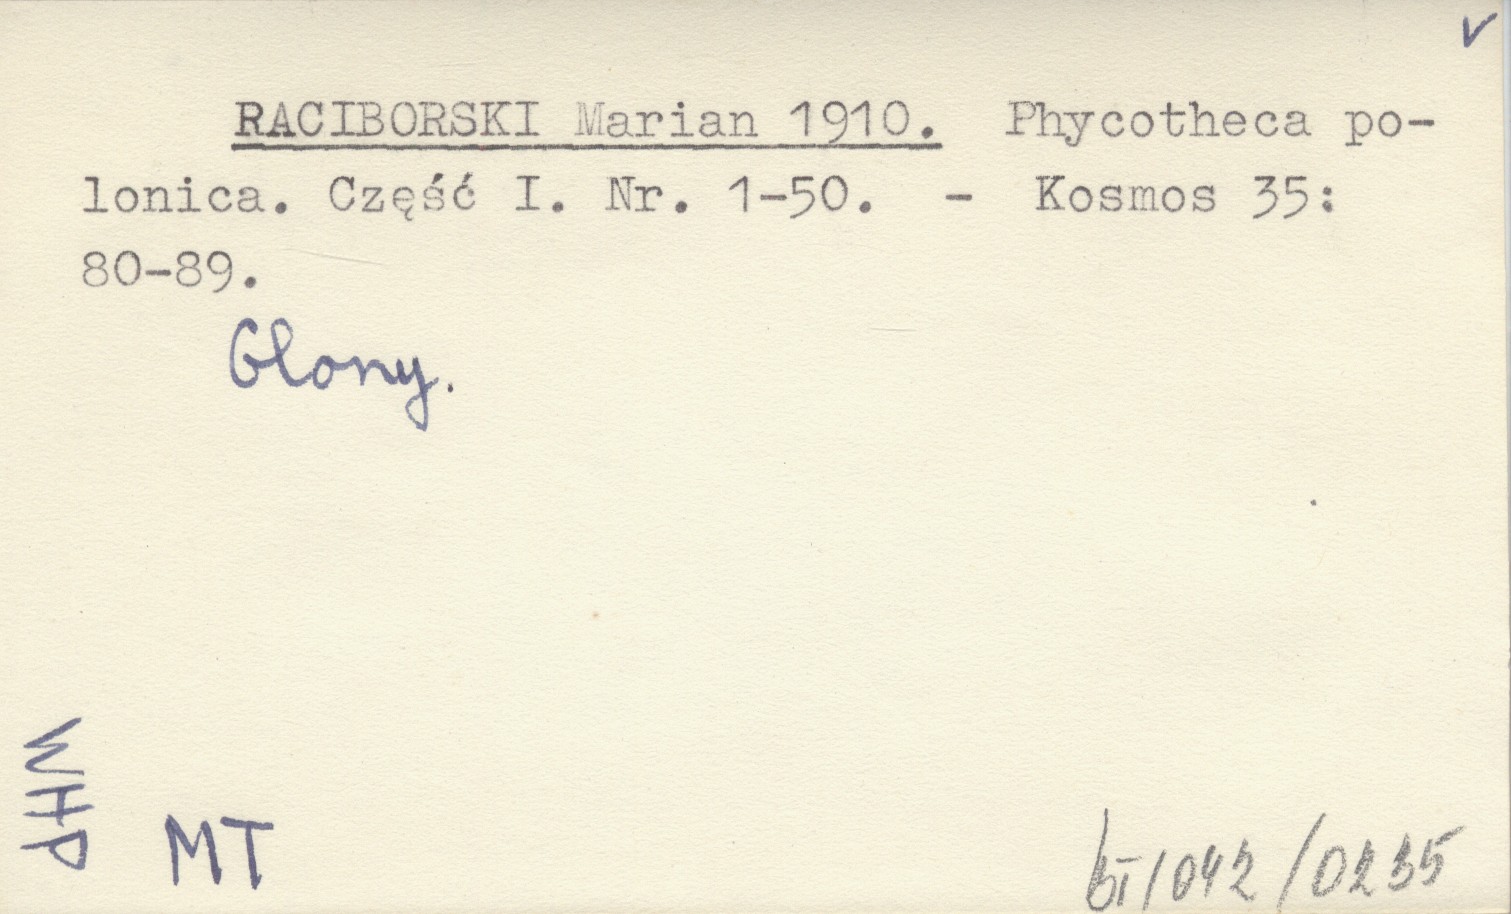 RACIBORSKI Marian 1910. Phycotheca po-
lonica. Część I. Nr. 1-50. - Kosmos 35:
80-89.
Glony.
WHP
MT
/042/0235